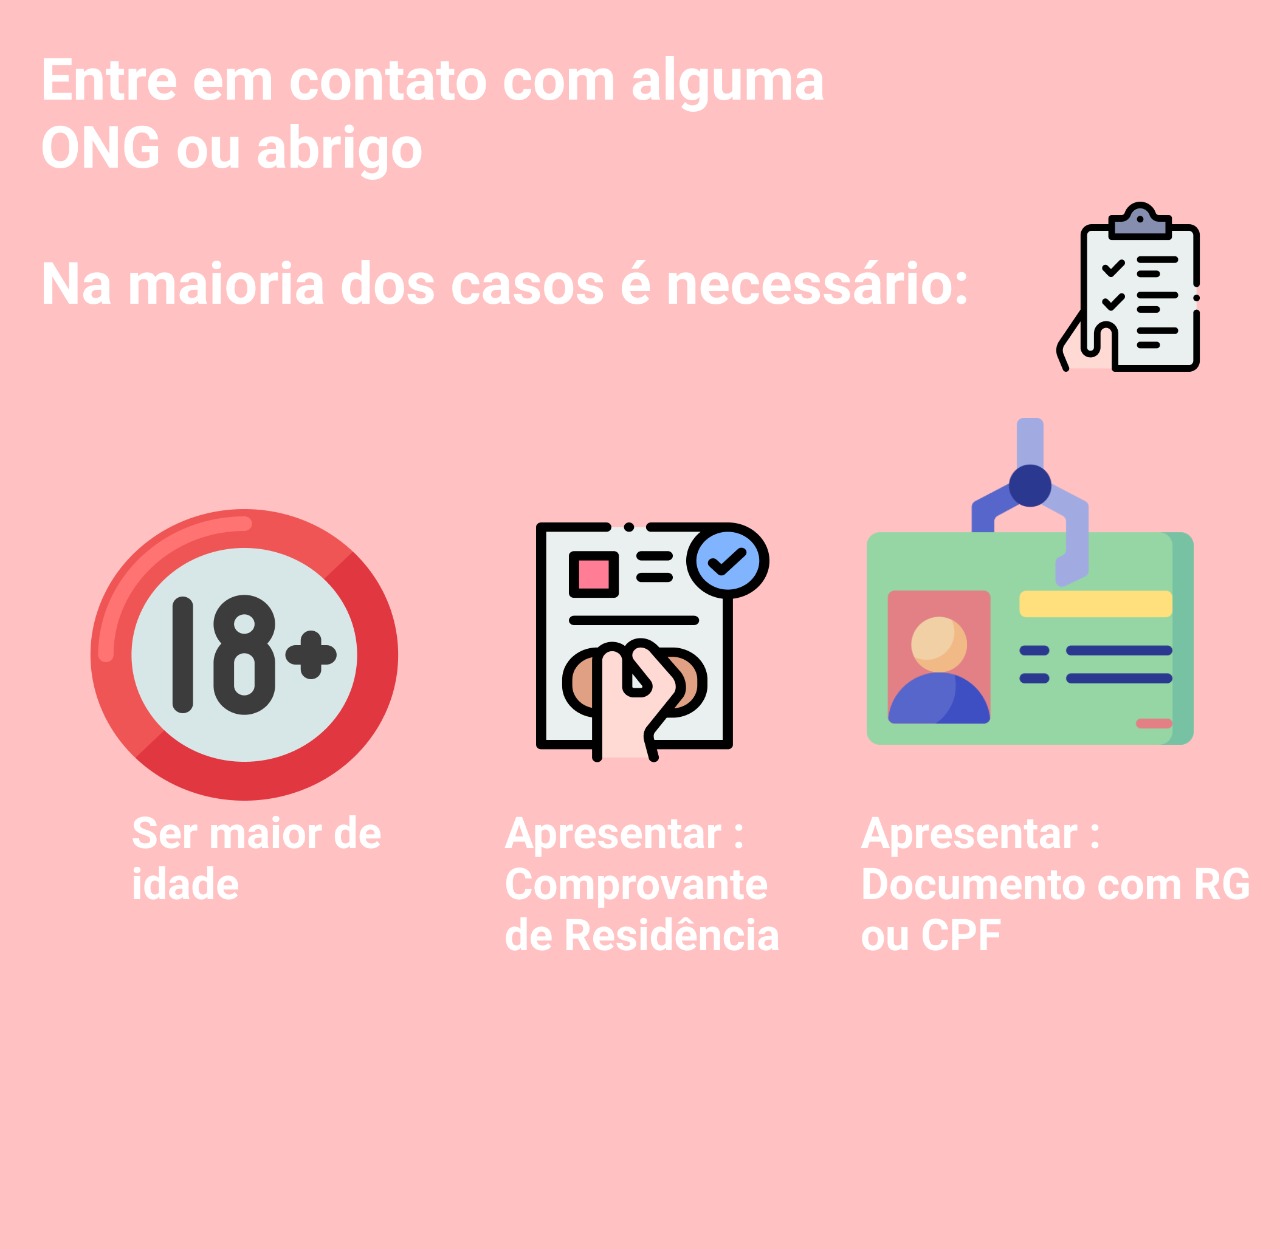 Entre em contato com alguma
ONG ou abrigo
Na maioria dos casos é necessário:
18+
Ser maior de
idade
Apresentar :
Comprovante
de Residência
Apresentar :
Documento com RG
ou CPF